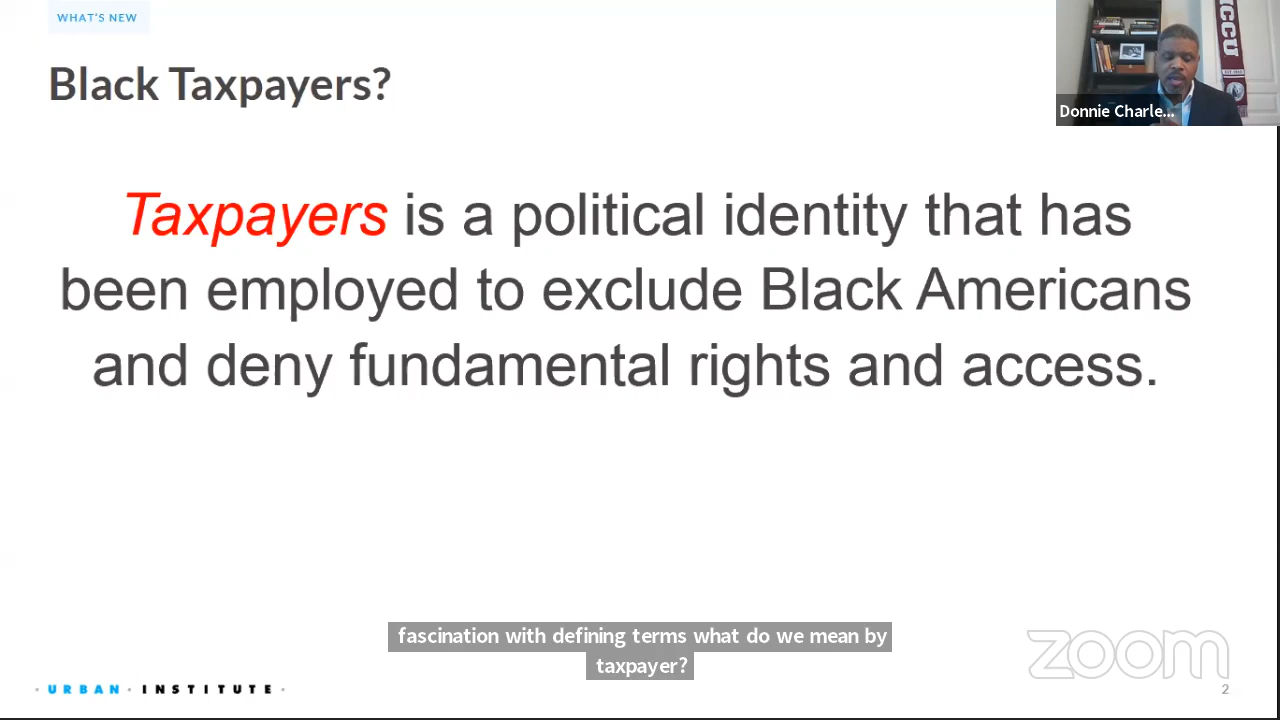 WHAT'S NEW
Black Taxpayers?
NCCU
Donnie Charle...
Taxpayers is a political identity that has
been employed to exclude Black Americans
and deny fundamental rights and access.
fascination with defining terms what do we mean by
taxpayer?
zoom
· URBAN · INSTITUTE ·
2